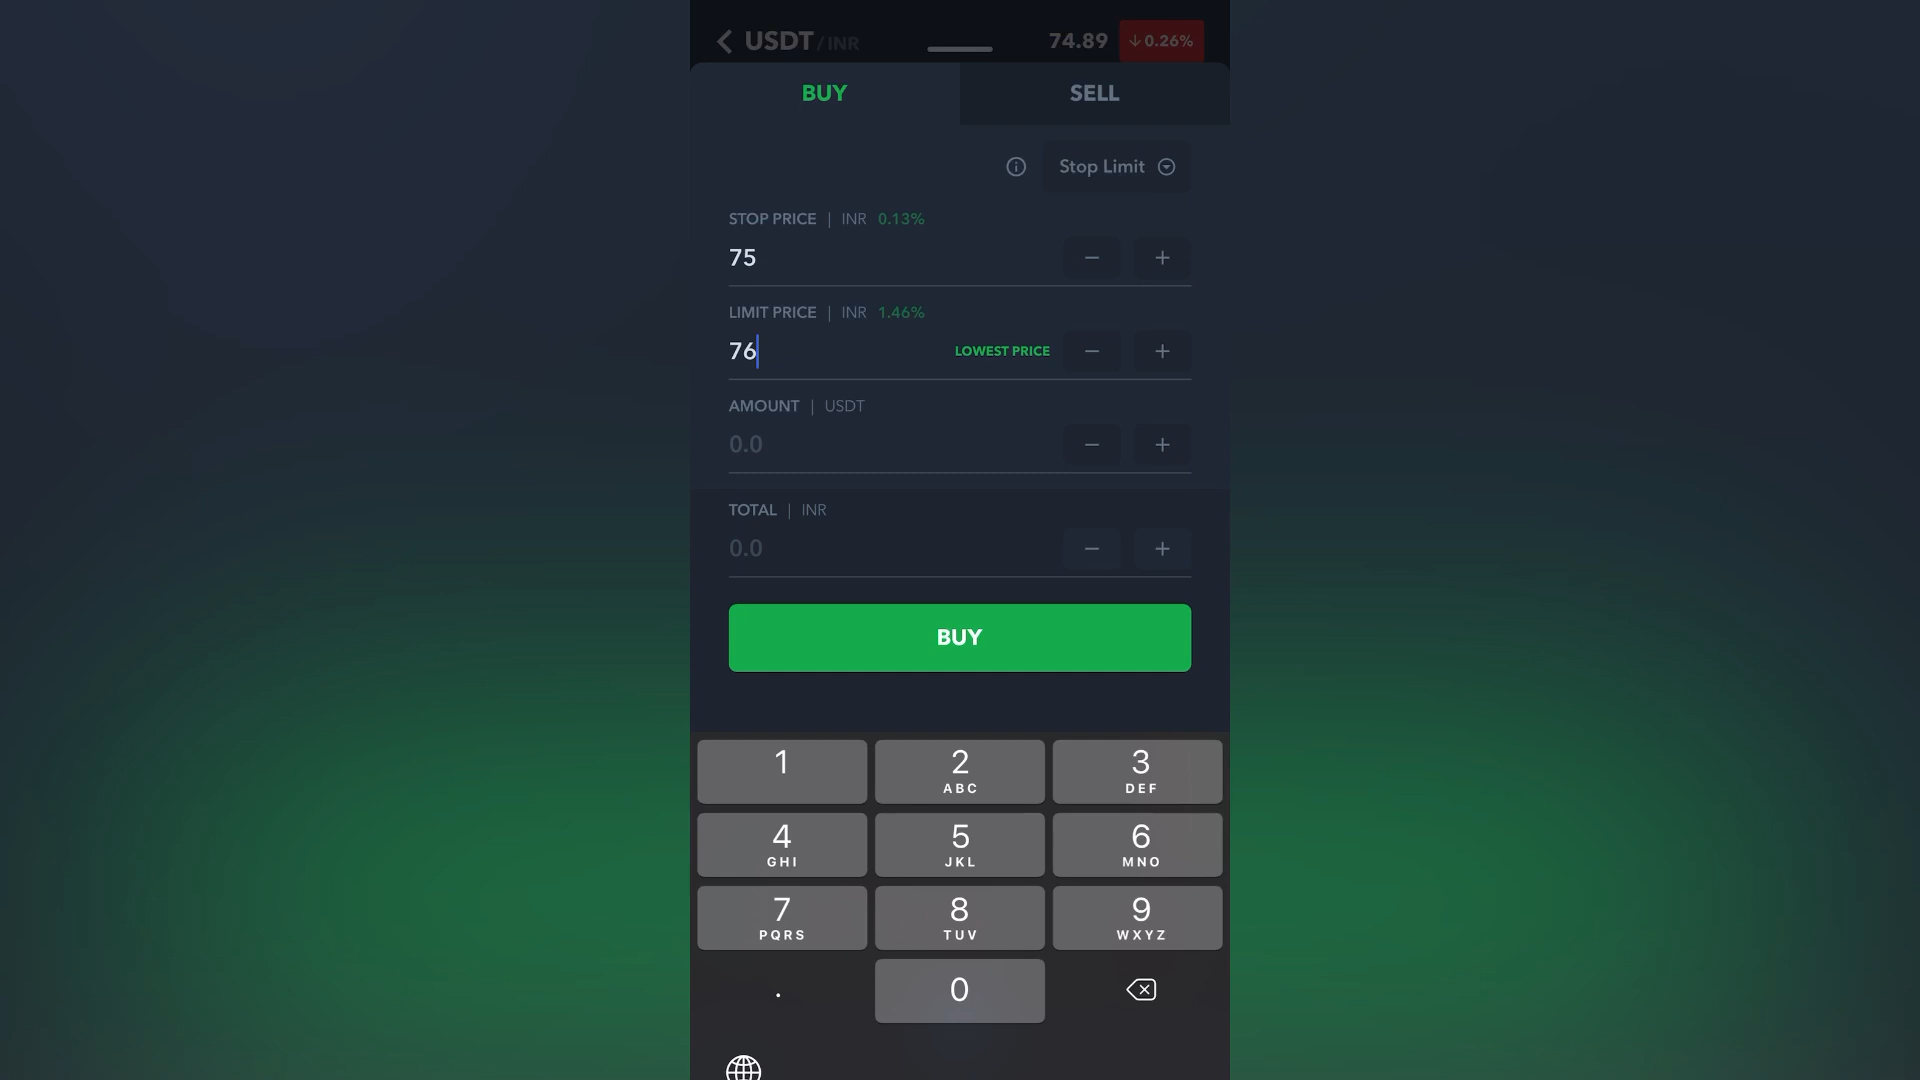 USDT / INR 74.89 ↓ 0.26%
BUY SELL
Stop Limit
STOP PRICE | INR 0.13%
75 − +
LIMIT PRICE | INR 1.46%
76 LOWEST PRICE − +
AMOUNT | USDT
0.0 − +
TOTAL | INR
0.0 − +
BUY
1 2 3
ABC DEF
4 5 6
GHI JKL MNO
7 8 9
PQRS TUV WXYZ
. 0